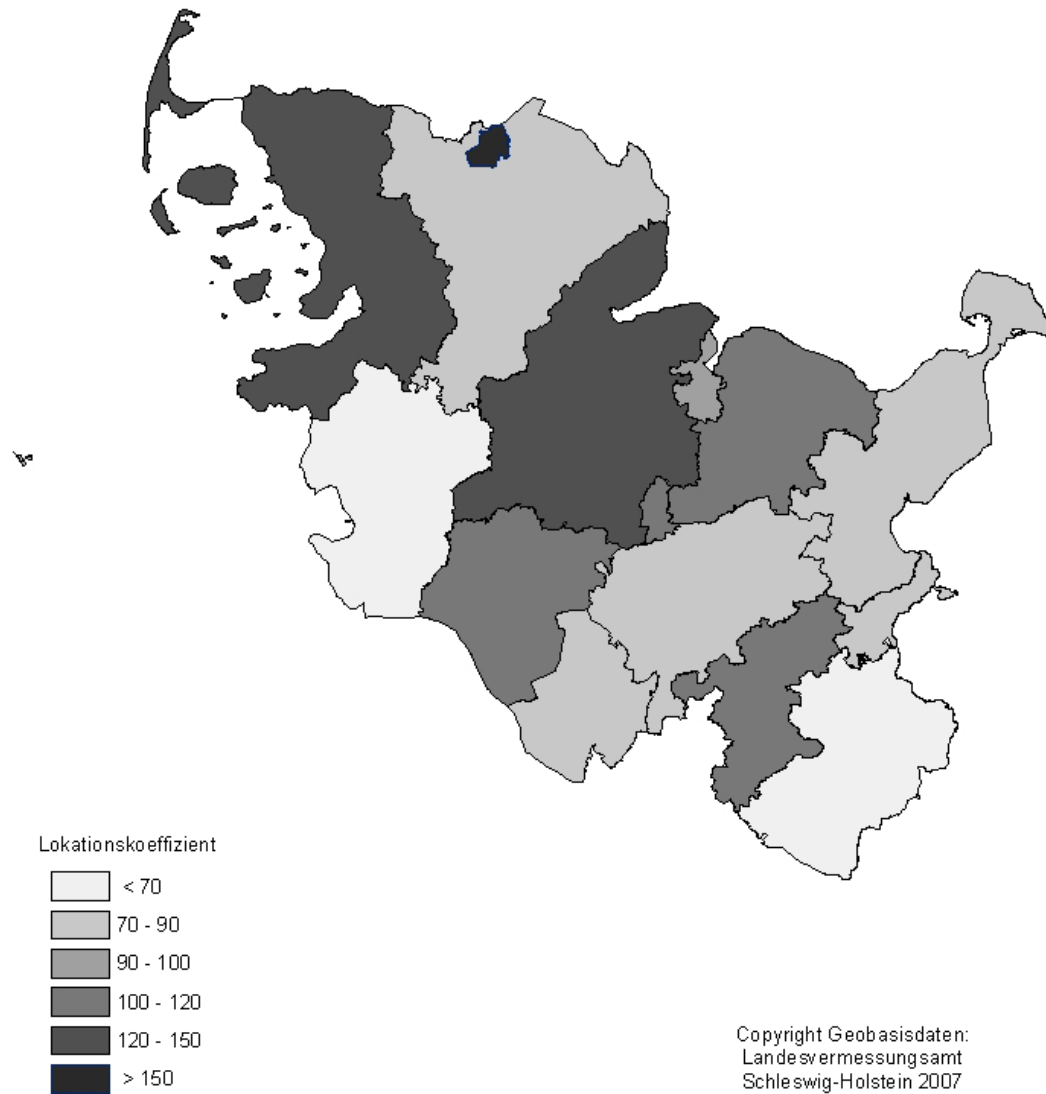 Lokationskoeffizient
< 70
70 - 90
90 - 100
100 - 120
120 - 150
> 150
Copyright Geobasisdaten:
Landesvermessungsamt
Schleswig-Holstein 2007